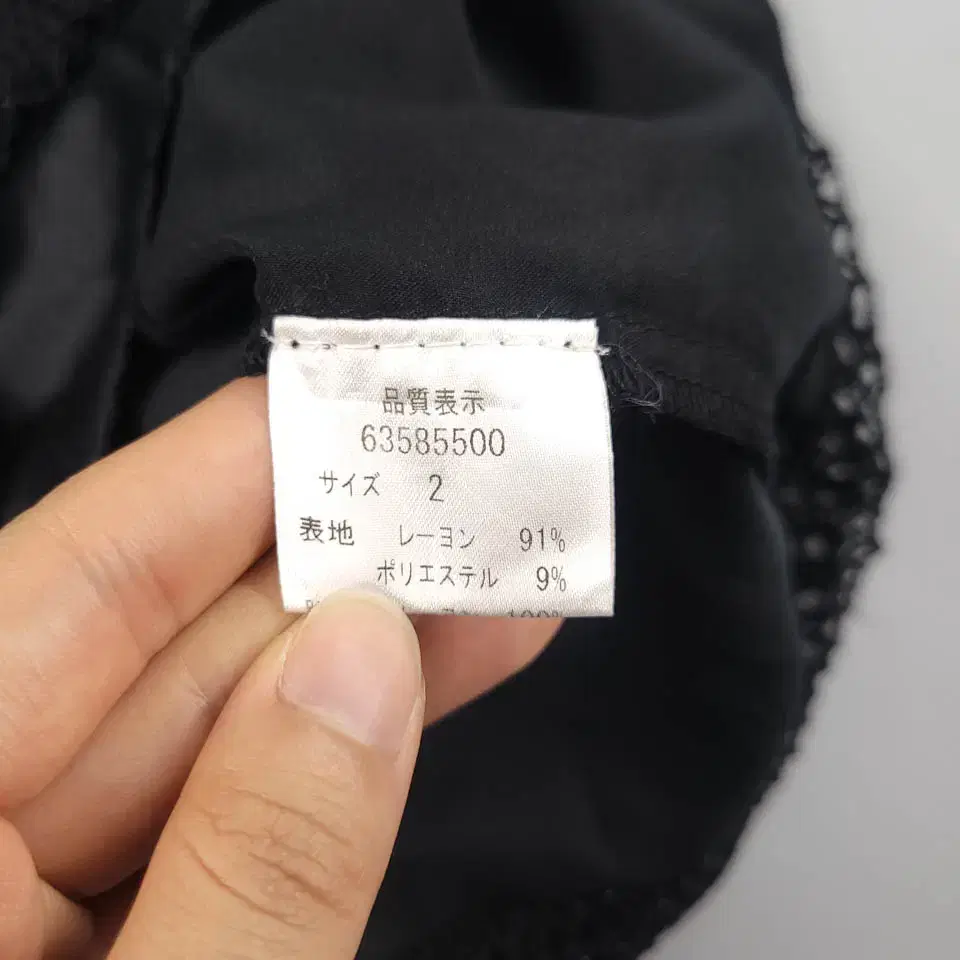 品質表示
63585500
サイズ 2
表地 レーヨン 91%
ポリエステル 9%
100%